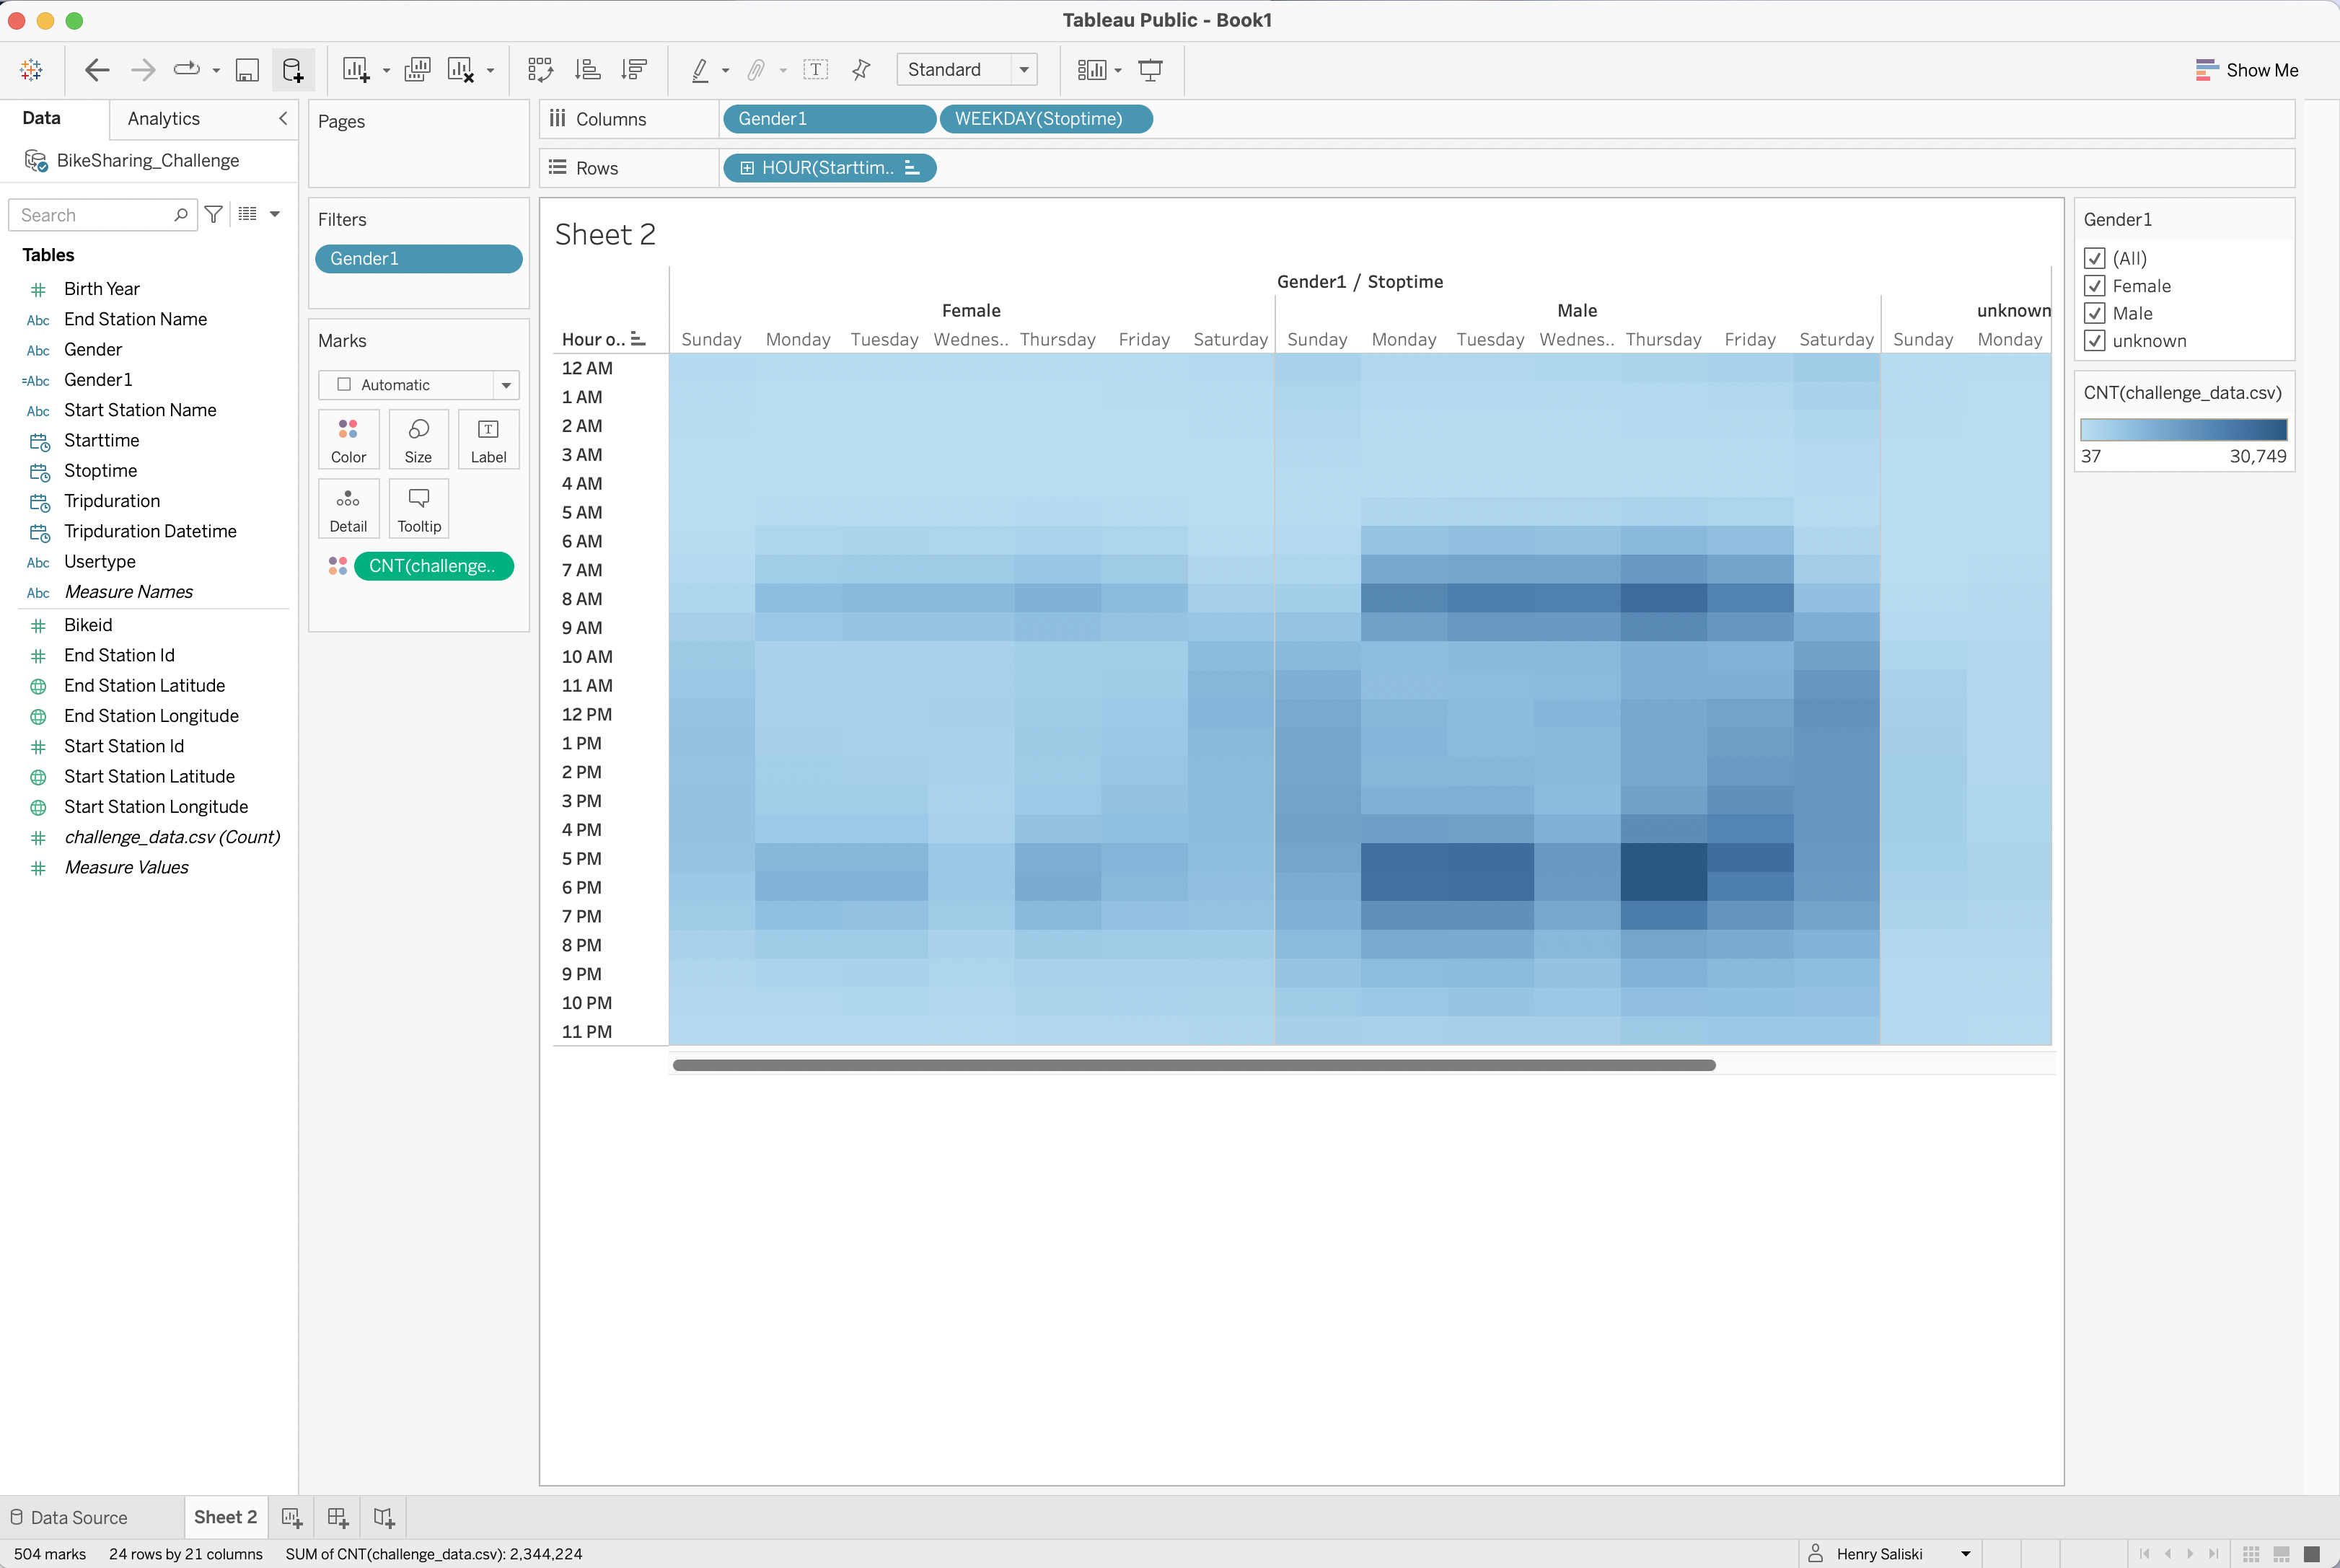 Tableau Public - Book1
Standard
Show Me
Data
Analytics
BikeSharing_Challenge
Search
Tables
Birth Year
Abc End Station Name
Abc Gender
=Abc Gender1
Abc Start Station Name
Starttime
Stoptime
Tripduration
Tripduration Datetime
Abc Usertype
Abc Measure Names
Bikeid
End Station Id
End Station Latitude
End Station Longitude
Start Station Id
Start Station Latitude
Start Station Longitude
challenge_data.csv (Count)
Measure Values
Pages
Filters
Gender1
Marks
Automatic
Color Size Label
Detail Tooltip
CNT(challenge..
Columns Gender1 WEEKDAY(Stoptime)
Rows HOUR(Starttim..
Sheet 2
Gender1 / Stoptime
Female Male unknown
Hour o.. Sunday Monday Tuesday Wednes.. Thursday Friday Saturday Sunday Monday Tuesday Wednes.. Thursday Friday Saturday Sunday Monday
12 AM
1 AM
2 AM
3 AM
4 AM
5 AM
6 AM
7 AM
8 AM
9 AM
10 AM
11 AM
12 PM
1 PM
2 PM
3 PM
4 PM
5 PM
6 PM
7 PM
8 PM
9 PM
10 PM
11 PM
Gender1
(All)
Female
Male
unknown
CNT(challenge_data.csv)
37 30,749
Data Source Sheet 2
504 marks 24 rows by 21 columns SUM of CNT(challenge_data.csv): 2,344,224 Henry Saliski